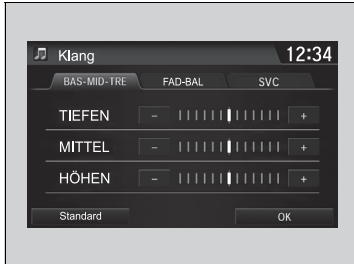 Klang 12:34
BAS-MID-TRE FAD-BAL SVC
TIEFEN - +
MITTEL - +
HÖHEN - +
Standard OK